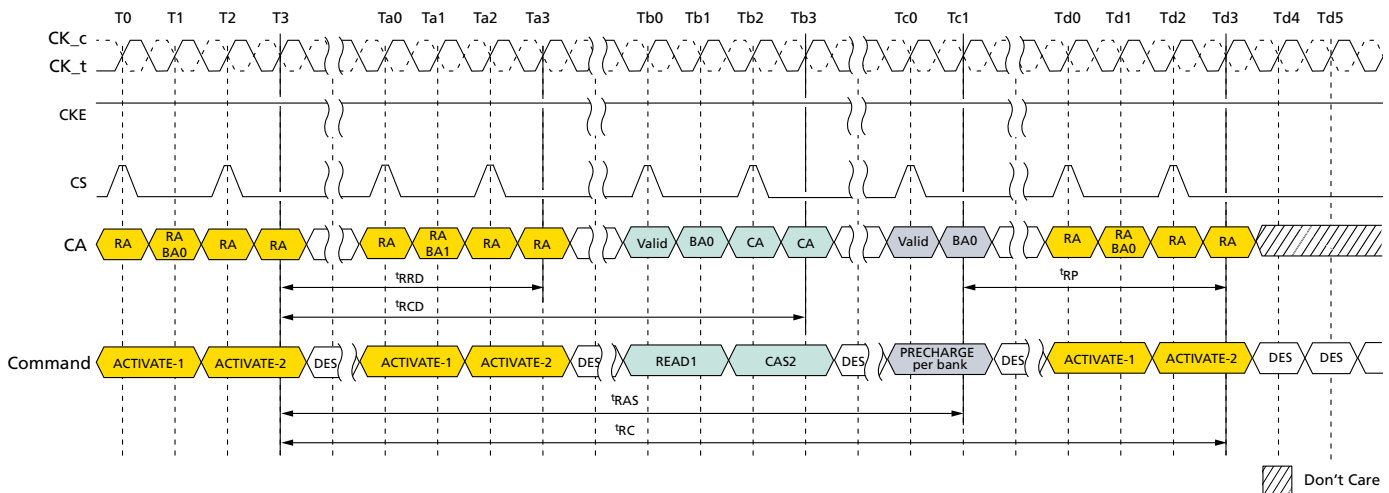 T0 T1 T2 T3 Ta0 Ta1 Ta2 Ta3 Tb0 Tb1 Tb2 Tb3 Tc0 Tc1 Td0 Td1 Td2 Td3 Td4 Td5
CK_c
CK_t
CKE
CS
CA RA RA BA0 RA RA RA RA BA1 RA RA Valid BA0 CA CA Valid BA0 RA RA BA0 RA RA
tRRD tRP
tRCD
Command ACTIVATE-1 ACTIVATE-2 DES ACTIVATE-1 ACTIVATE-2 DES READ1 CAS2 DES PRECHARGE per bank DES ACTIVATE-1 ACTIVATE-2 DES DES
tRAS
tRC
Don't Care